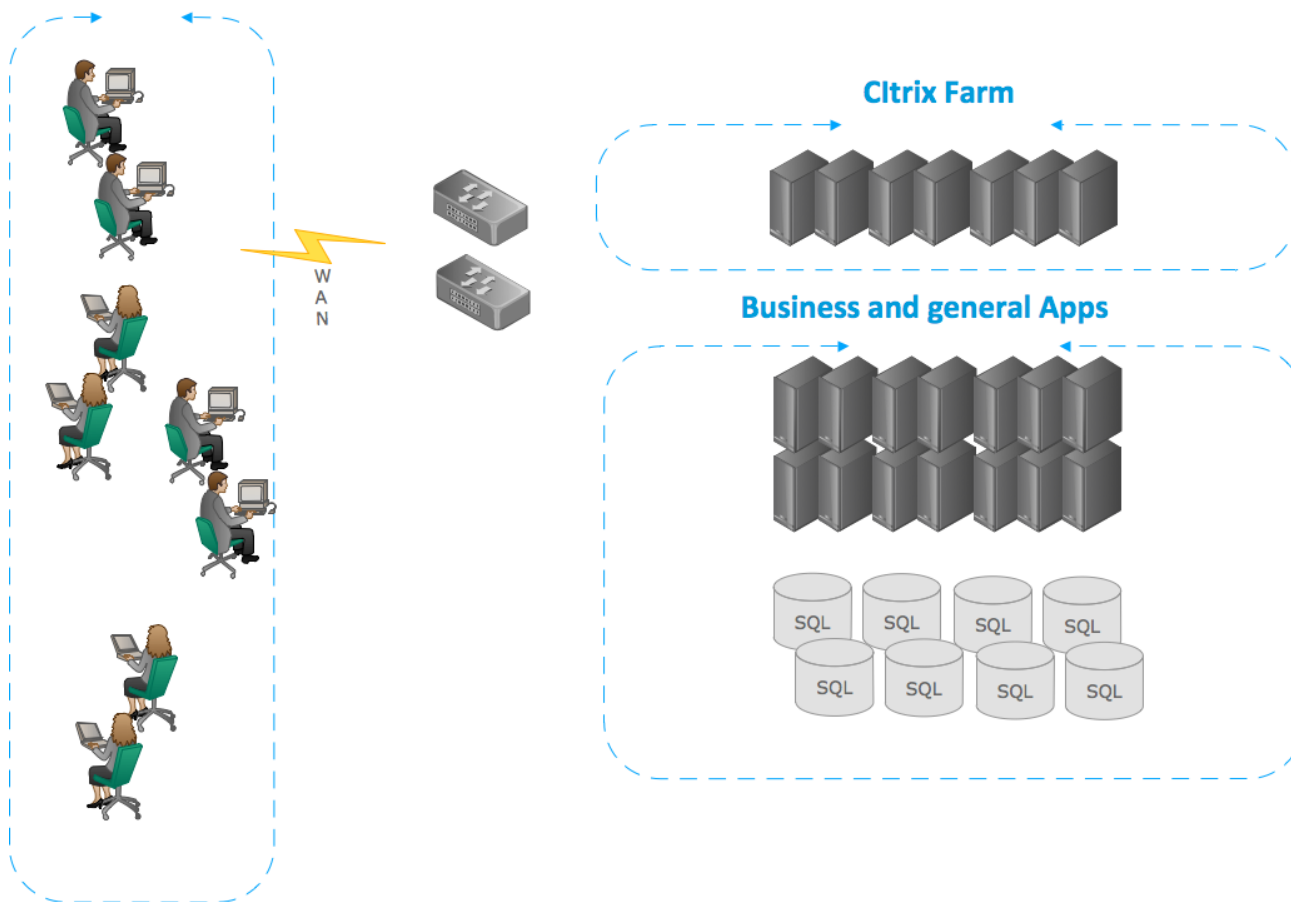 CItrix Farm
W
A
N
Business and general Apps
SQL SQL SQL SQL
SQL SQL SQL SQL